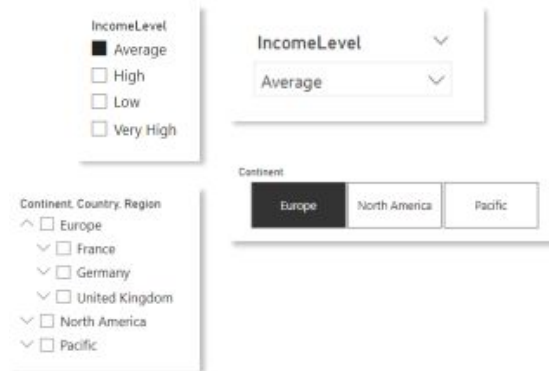 IncomeLevel
Average
High
Low
Very High
IncomeLevel
Average
Continent
Europe North America Pacific
Continent, Country, Region
Europe
France
Germany
United Kingdom
North America
Pacific